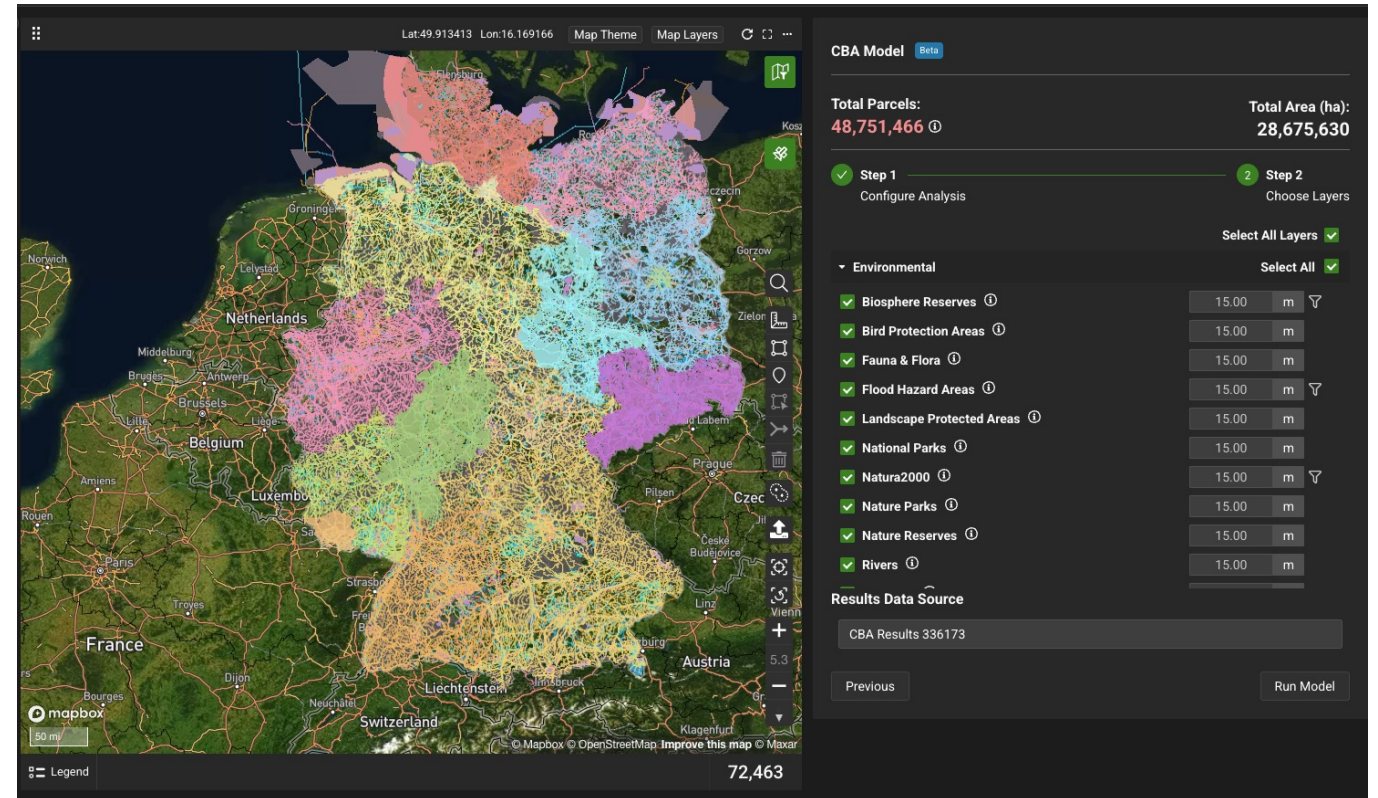 Lat:49.913413 Lon:16.169166 Map Theme Map Layers
Flensburg
Groningen
Gorzow
Norwich
Lelystad
Netherlands
Middelburg
Bruges
Antwerp
Brussels
Lille
Liège
Belgium
Prague
Amiens
Luxembo
Pilsen
Czec
Rouen
České
Budějovice
Paris
Strasbo
Troyes
Linz
Vienn
France
5.3
Austria
Dijon
Liechtenstein
Innsbruck
Bourges
Neuchâtel
Switzerland
Klagenfurt
mapbox
50 mi
© Mapbox © OpenStreetMap Improve this map © Maxar
Legend
72,463
CBA Model Beta
Total Parcels: Total Area (ha):
48,751,466 28,675,630
Step 1 2 Step 2
Configure Analysis Choose Layers
Select All Layers
Environmental Select All
Biosphere Reserves 15.00 m
Bird Protection Areas 15.00 m
Fauna & Flora 15.00 m
Flood Hazard Areas 15.00 m
Landscape Protected Areas 15.00 m
National Parks 15.00 m
Natura2000 15.00 m
Nature Parks 15.00 m
Nature Reserves 15.00 m
Rivers 15.00 m
Results Data Source
CBA Results 336173
Previous Run Model